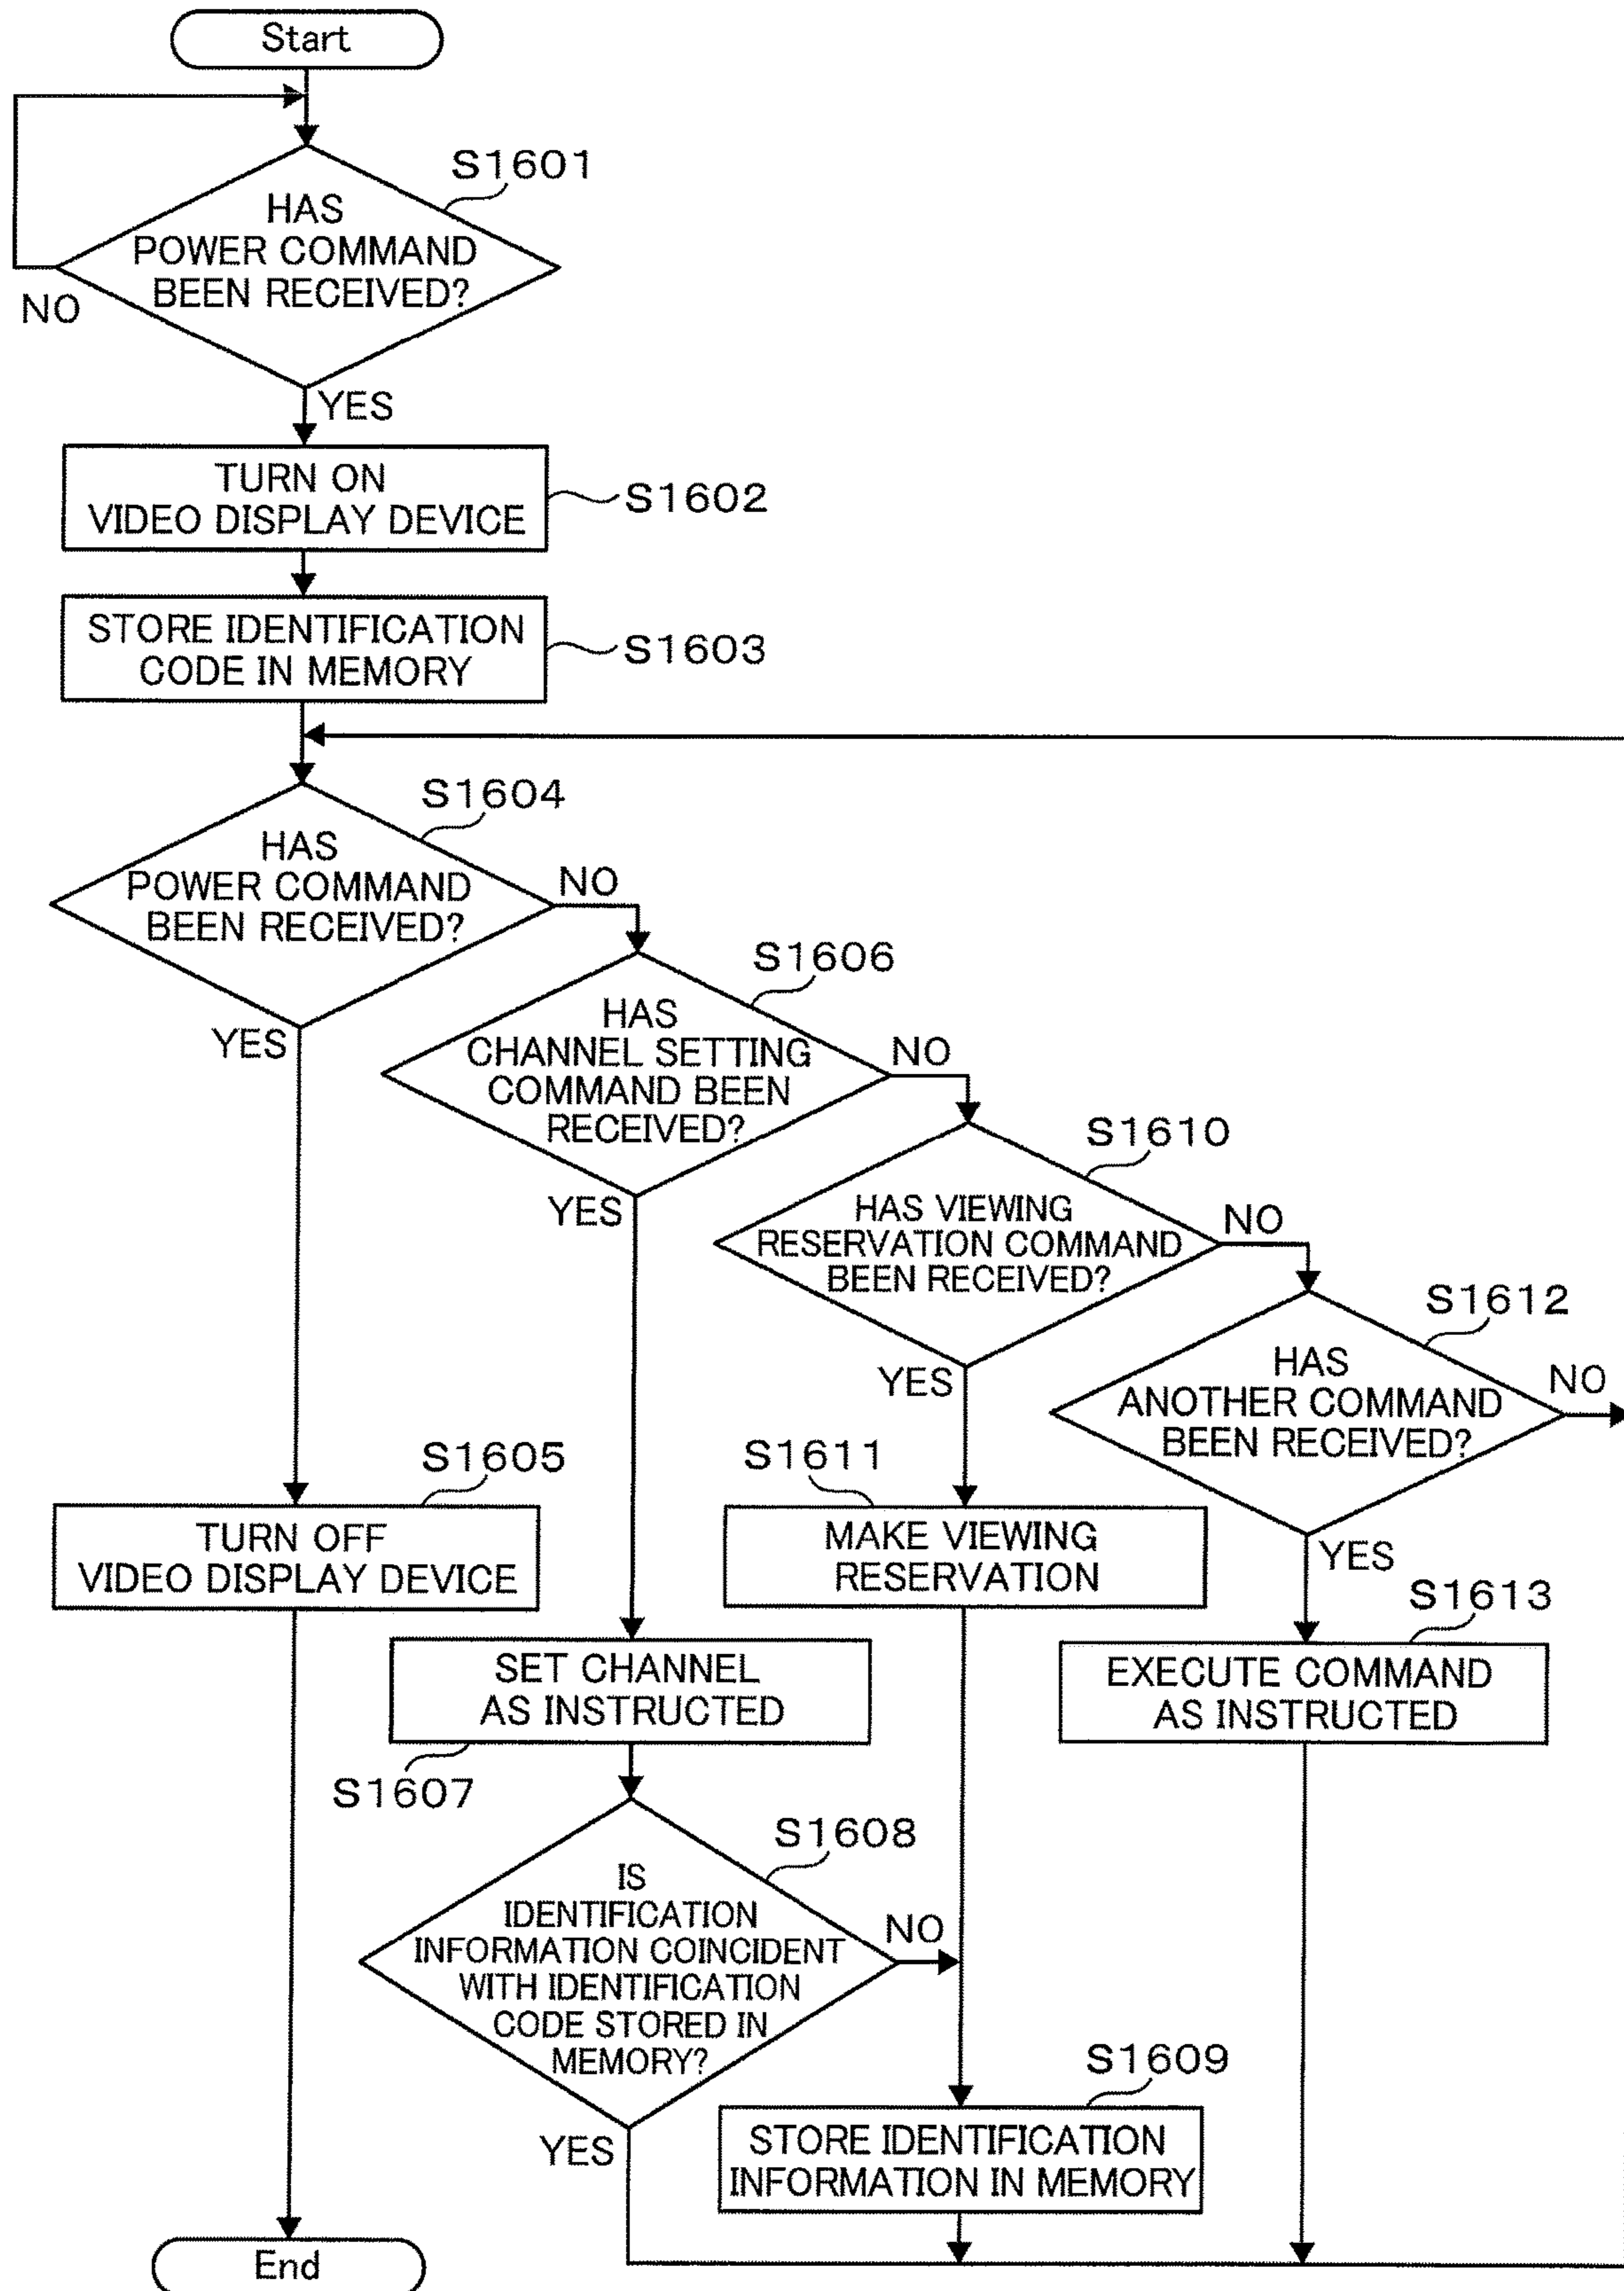 Start
S1601
HAS
POWER COMMAND
BEEN RECEIVED?
NO
YES
TURN ON
VIDEO DISPLAY DEVICE
S1602
STORE IDENTIFICATION
CODE IN MEMORY
S1603
S1604
HAS
POWER COMMAND
BEEN RECEIVED?
NO
YES
S1606
HAS
CHANNEL SETTING
COMMAND BEEN
RECEIVED?
NO
YES
S1610
HAS VIEWING
RESERVATION COMMAND
BEEN RECEIVED?
NO
YES
S1612
HAS
ANOTHER COMMAND
BEEN RECEIVED?
NO
YES
S1605
TURN OFF
VIDEO DISPLAY DEVICE
S1611
MAKE VIEWING
RESERVATION
S1613
EXECUTE COMMAND
AS INSTRUCTED
SET CHANNEL
AS INSTRUCTED
S1607
S1608
IS
IDENTIFICATION
INFORMATION COINCIDENT
WITH IDENTIFICATION
CODE STORED IN
MEMORY?
NO
YES
S1609
STORE IDENTIFICATION
INFORMATION IN MEMORY
End